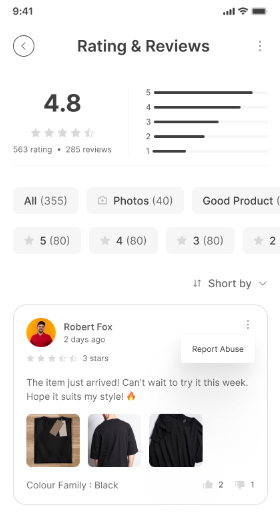 9:41
Rating & Reviews
4.8
563 rating • 285 reviews
5
4
3
2
1
All (355)
Photos (40)
Good Product (
5 (80)
4 (80)
3 (80)
2
Short by
Robert Fox
2 days ago
3 stars
Report Abuse
The item just arrived! Can't wait to try it this week.
Hope it suits my style! 🔥
Colour Family : Black
2
1